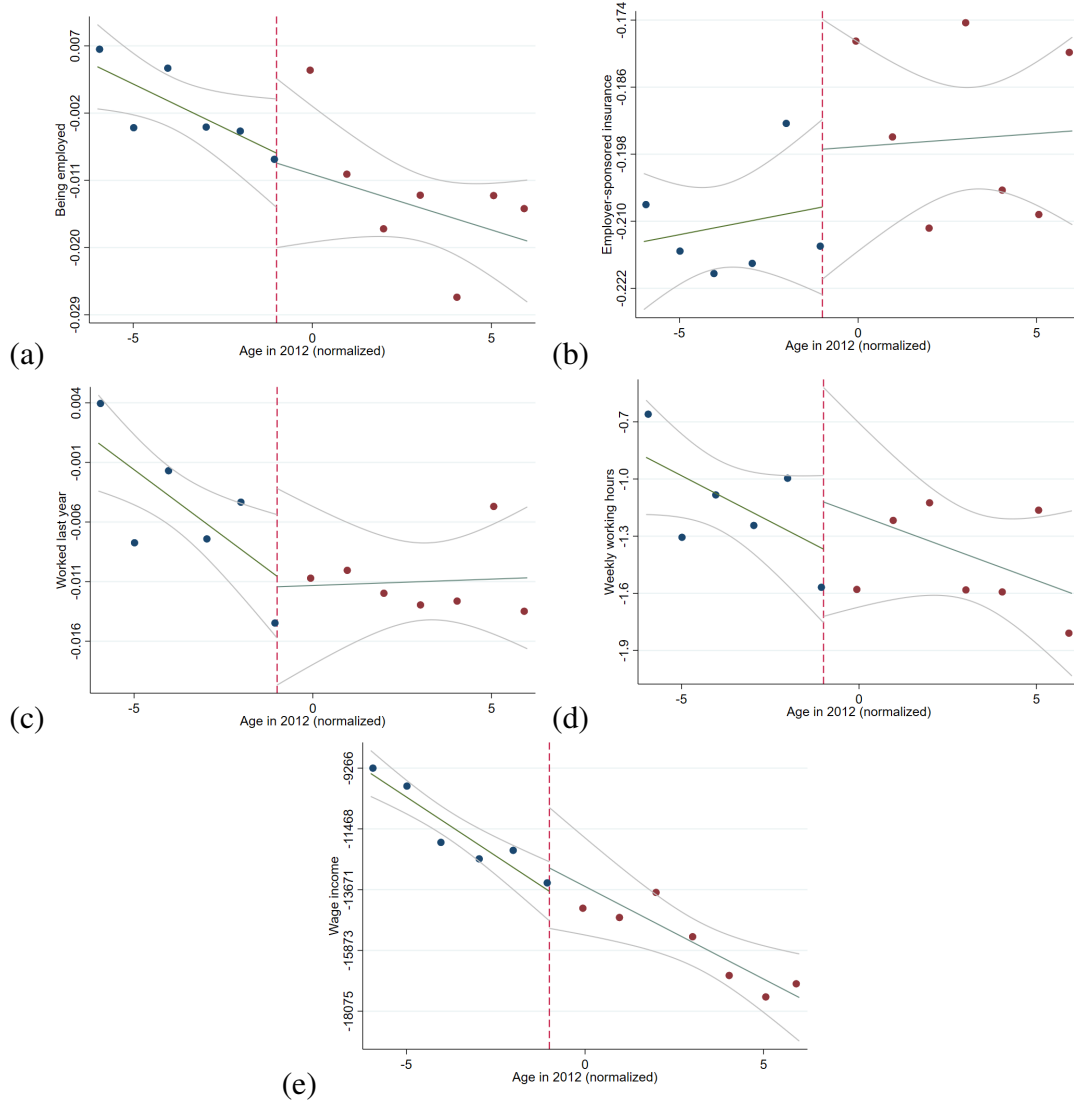 0.007
-0.002
-0.011
-0.020
-0.029
Being employed
-5
0
5
Age in 2012 (normalized)
(a)
-0.174
-0.186
-0.198
-0.210
-0.222
Employer-sponsored insurance
-5
0
5
Age in 2012 (normalized)
(b)
0.004
-0.001
-0.006
-0.011
-0.016
Worked last year
-5
0
5
Age in 2012 (normalized)
(c)
-0.7
-1.0
-1.3
-1.6
-1.9
Weekly working hours
-5
0
5
Age in 2012 (normalized)
(d)
-9266
-11468
-13671
-15873
-18075
Wage income
-5
0
5
Age in 2012 (normalized)
(e)